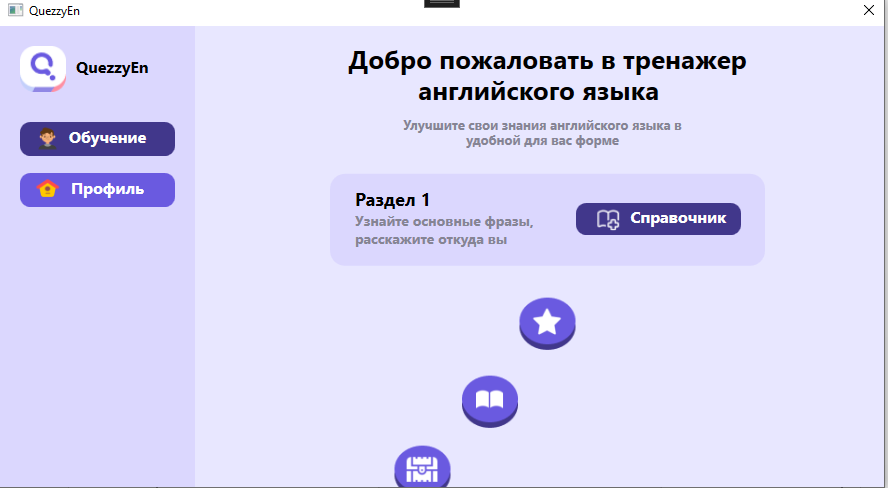 QuezzyEn
QuezzyEn
Обучение
Профиль
Добро пожаловать в тренажер
английского языка
Улучшите свои знания английского языка в
удобной для вас форме
Раздел 1
Узнайте основные фразы,
расскажите откуда вы
Справочник